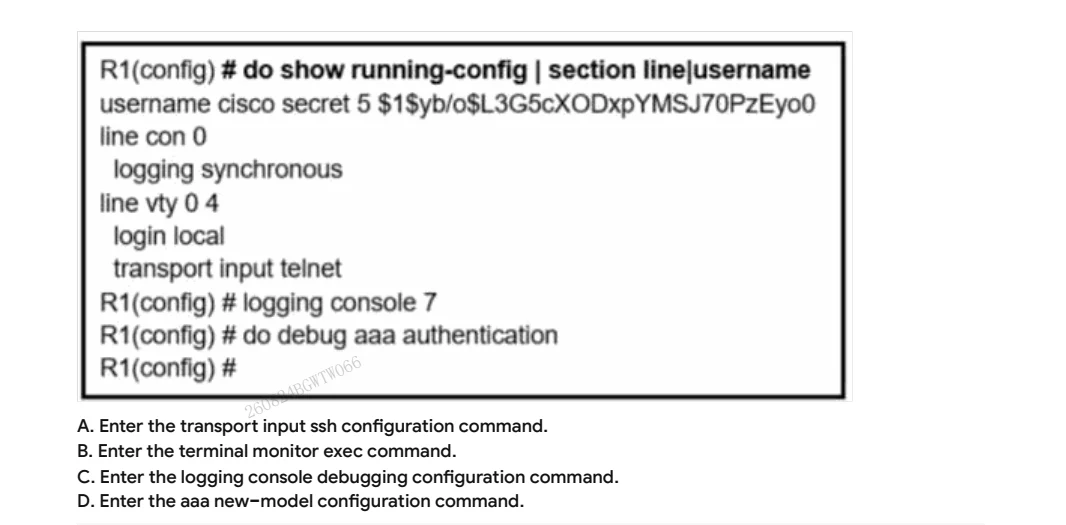 R1(config) # do show running-config | section line|username
username cisco secret 5 $1$yb/o$L3G5cXODxpYMSJ70PzEyo0
line con 0
logging synchronous
line vty 0 4
login local
transport input telnet
R1(config) # logging console 7
R1(config) # do debug aaa authentication
R1(config) #
A. Enter the transport input ssh configuration command.
B. Enter the terminal monitor exec command.
C. Enter the logging console debugging configuration command.
D. Enter the aaa new-model configuration command.